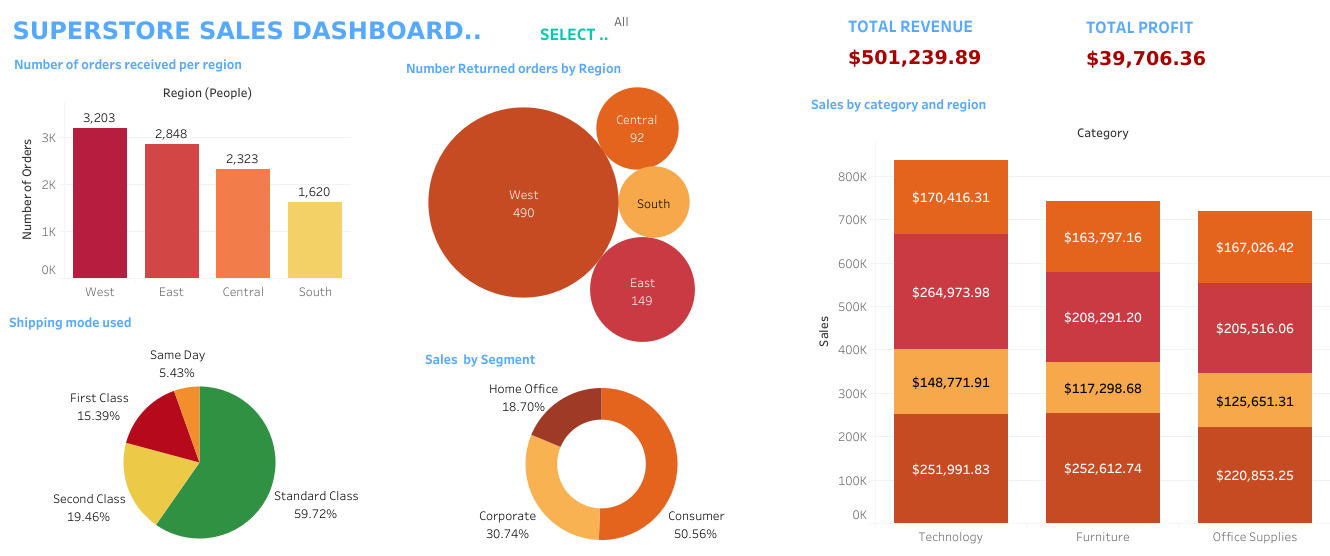 SUPERSTORE SALES DASHBOARD..
SELECT ..
All
TOTAL REVENUE
$501,239.89
TOTAL PROFIT
$39,706.36
Number of orders received per region
Region (People)
Number of Orders
3K
2K
1K
0K
3,203
2,848
2,323
1,620
West
East
Central
South
Number Returned orders by Region
Central
92
West
490
South
East
149
Shipping mode used
Same Day
5.43%
First Class
15.39%
Second Class
19.46%
Standard Class
59.72%
Sales by Segment
Home Office
18.70%
Corporate
30.74%
Consumer
50.56%
Sales by category and region
Category
Sales
800K
700K
600K
500K
400K
300K
200K
100K
0K
$170,416.31
$264,973.98
$148,771.91
$251,991.83
$163,797.16
$208,291.20
$117,298.68
$252,612.74
$167,026.42
$205,516.06
$125,651.31
$220,853.25
Technology
Furniture
Office Supplies